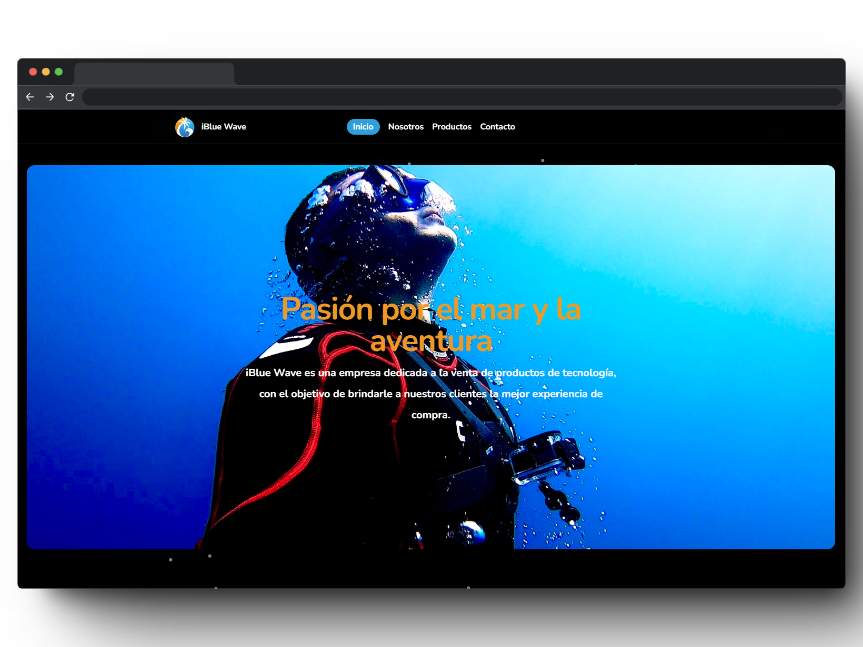 iBlue Wave
Inicio Nosotros Productos Contacto
Pasión por el mar y la
aventura
iBlue Wave es una empresa dedicada a la venta de productos de tecnología,
con el objetivo de brindarle a nuestros clientes la mejor experiencia de
compra.